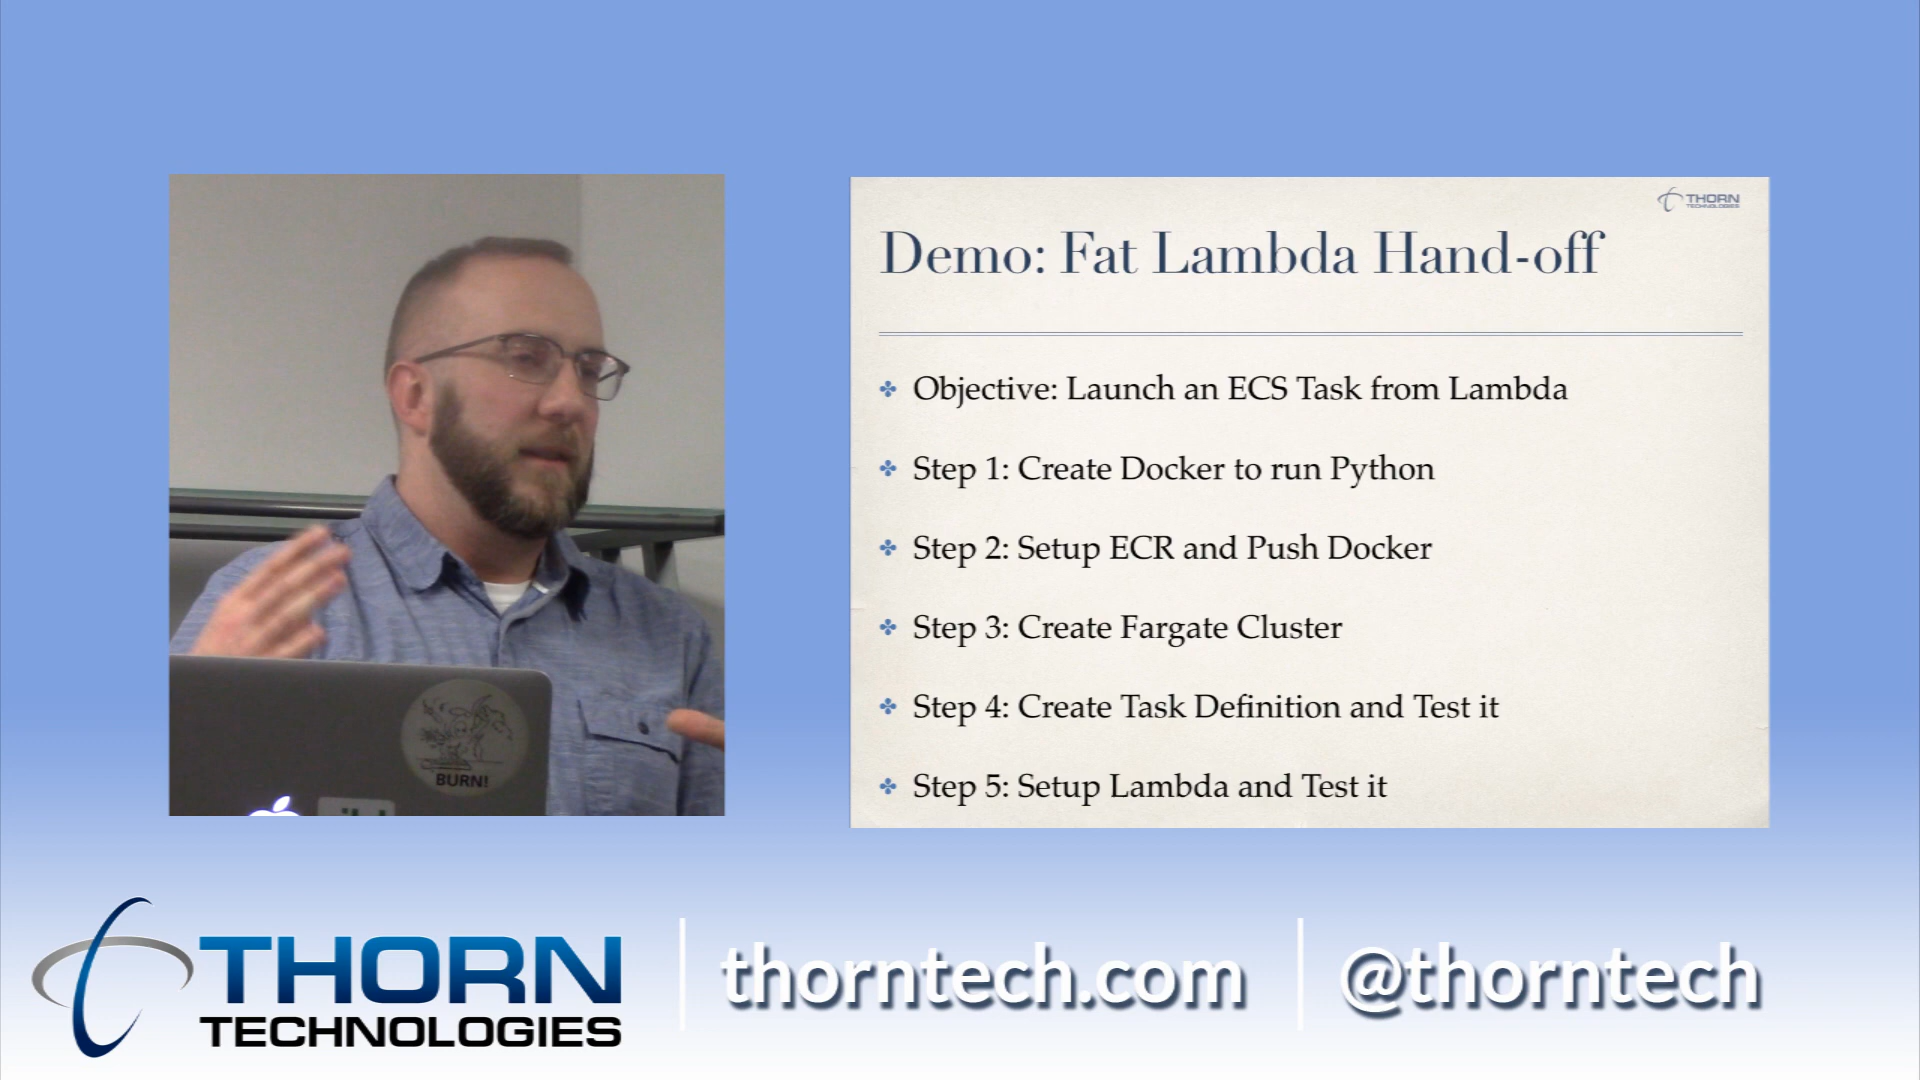 THORN
TECHNOLOGIES
Demo: Fat Lambda Hand-off
Objective: Launch an ECS Task from Lambda
Step 1: Create Docker to run Python
Step 2: Setup ECR and Push Docker
Step 3: Create Fargate Cluster
Step 4: Create Task Definition and Test it
Step 5: Setup Lambda and Test it
BURN!
THORN
TECHNOLOGIES
thorntech.com
@thorntech